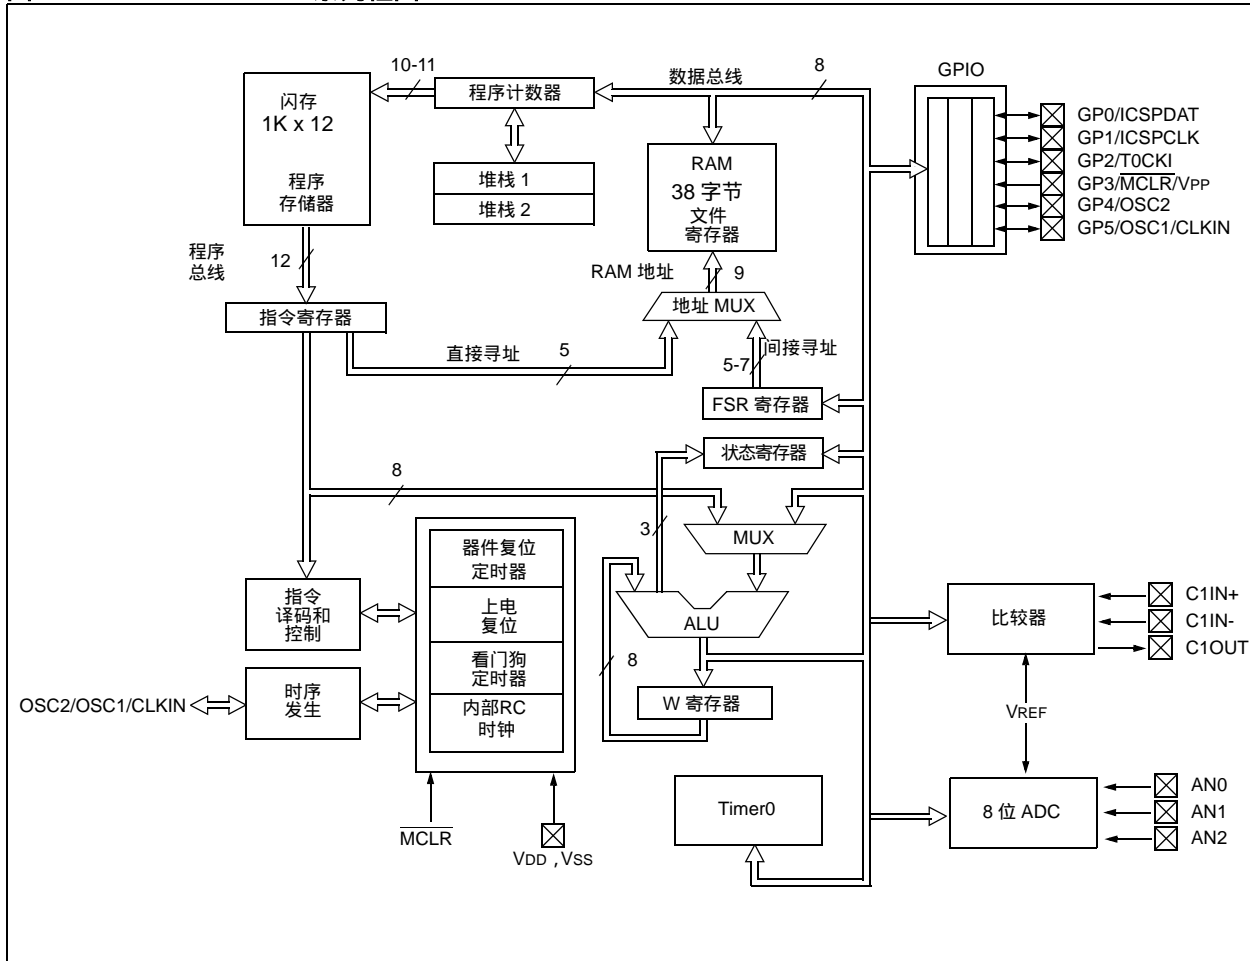 10-11
数据总线
8
GPIO
闪存
1K x 12
程序
存储器
程序计数器
堆栈 1
堆栈 2
RAM
38 字节
文件
寄存器
GP0/ICSPDAT
GP1/ICSPCLK
GP2/T0CKI
GP3/MCLR/VPP
GP4/OSC2
GP5/OSC1/CLKIN
程序
总线
12
RAM 地址
9
指令寄存器
地址 MUX
直接寻址
5
间接寻址
5-7
FSR 寄存器
状态寄存器
8
3
MUX
器件复位
定时器
上电
复位
看门狗
定时器
内部RC
时钟
指令
译码和
控制
ALU
8
比较器
C1IN+
C1IN-
C1OUT
OSC2/OSC1/CLKIN
时序
发生
W 寄存器
VREF
MCLR
VDD , VSS
Timer0
8 位 ADC
AN0
AN1
AN2